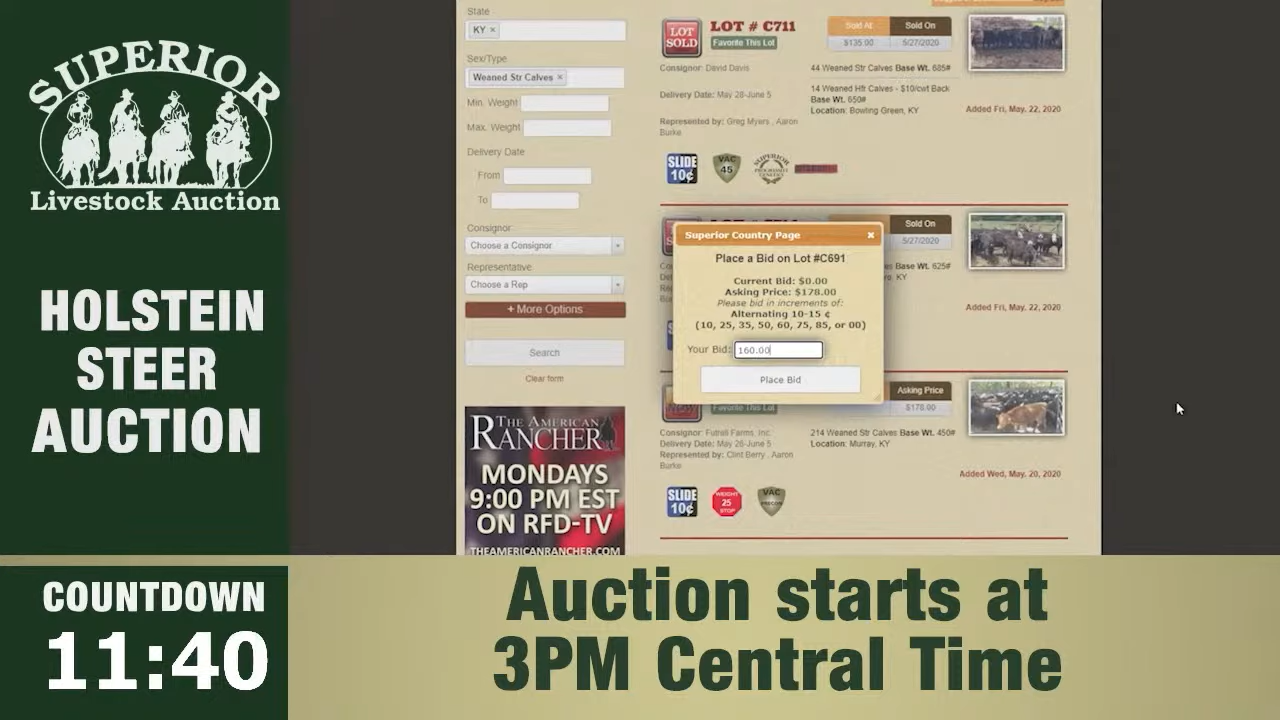 SUPERIOR
Livestock Auction
HOLSTEIN
STEER
AUCTION
COUNTDOWN
11:40
State
KY ×
Sex/Type
Weaned Str Calves ×
Min. Weight
Max. Weight
Delivery Date
From
To
Consignor
Choose a Consignor
Representative
Choose a Rep
+ More Options
Search
Clear form
THE AMERICAN
RANCHER
MONDAYS
9:00 PM EST
ON RFD-TV
THEAMERICANRANCHER.COM
LOT
SOLD
LOT # C711
Favorite This Lot
Sold At
Sold On
$135.00
5/27/2020
Consignor: David Davis
44 Weaned Str Calves Base Wt. 685#
Delivery Date: May 28-June 5
14 Weaned Hfr Calves - $10/cwt Back
Base Wt. 650#
Location: Bowling Green, KY
Represented by: Greg Myers , Aaron
Burke
Added Fri, May. 22, 2020
SLIDE
10¢
VAC
45
Sold On
5/27/2020
625#
KY
Added Fri, May. 22, 2020
Superior Country Page
×
Place a Bid on Lot #C691
Current Bid: $0.00
Asking Price: $178.00
Please bid in increments of:
Alternating 10-15 ¢
(10, 25, 35, 50, 60, 75, 85, or 00)
Your Bid: 160.00
Place Bid
Favorite This Lot
Asking Price
$178.00
Consignor: Futrell Farms, Inc.
214 Weaned Str Calves Base Wt. 450#
Delivery Date: May 28-June 5
Location: Murray, KY
Represented by: Clint Berry , Aaron
Burke
Added Wed, May. 20, 2020
SLIDE
10¢
WEIGHT
25
STOP
VAC
PRECON
Auction starts at
3PM Central Time